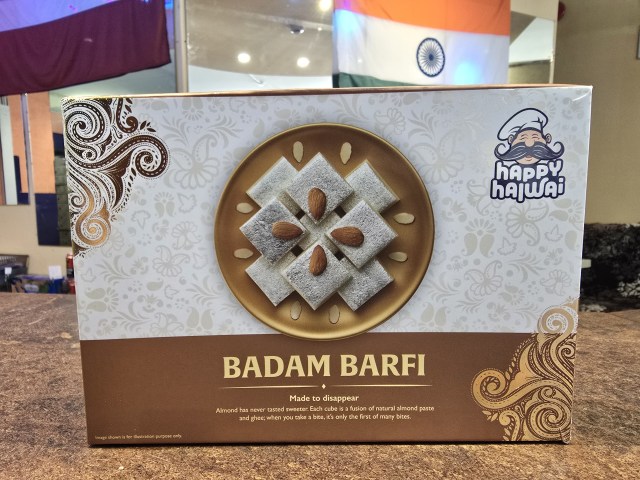 happy
halwai
BADAM BARFI
Made to disappear
Almond has never tasted sweeter. Each cube is a fusion of natural almond paste
and ghee; when you take a bite, it's only the first of many bites.
Image shown is for illustration purpose only.